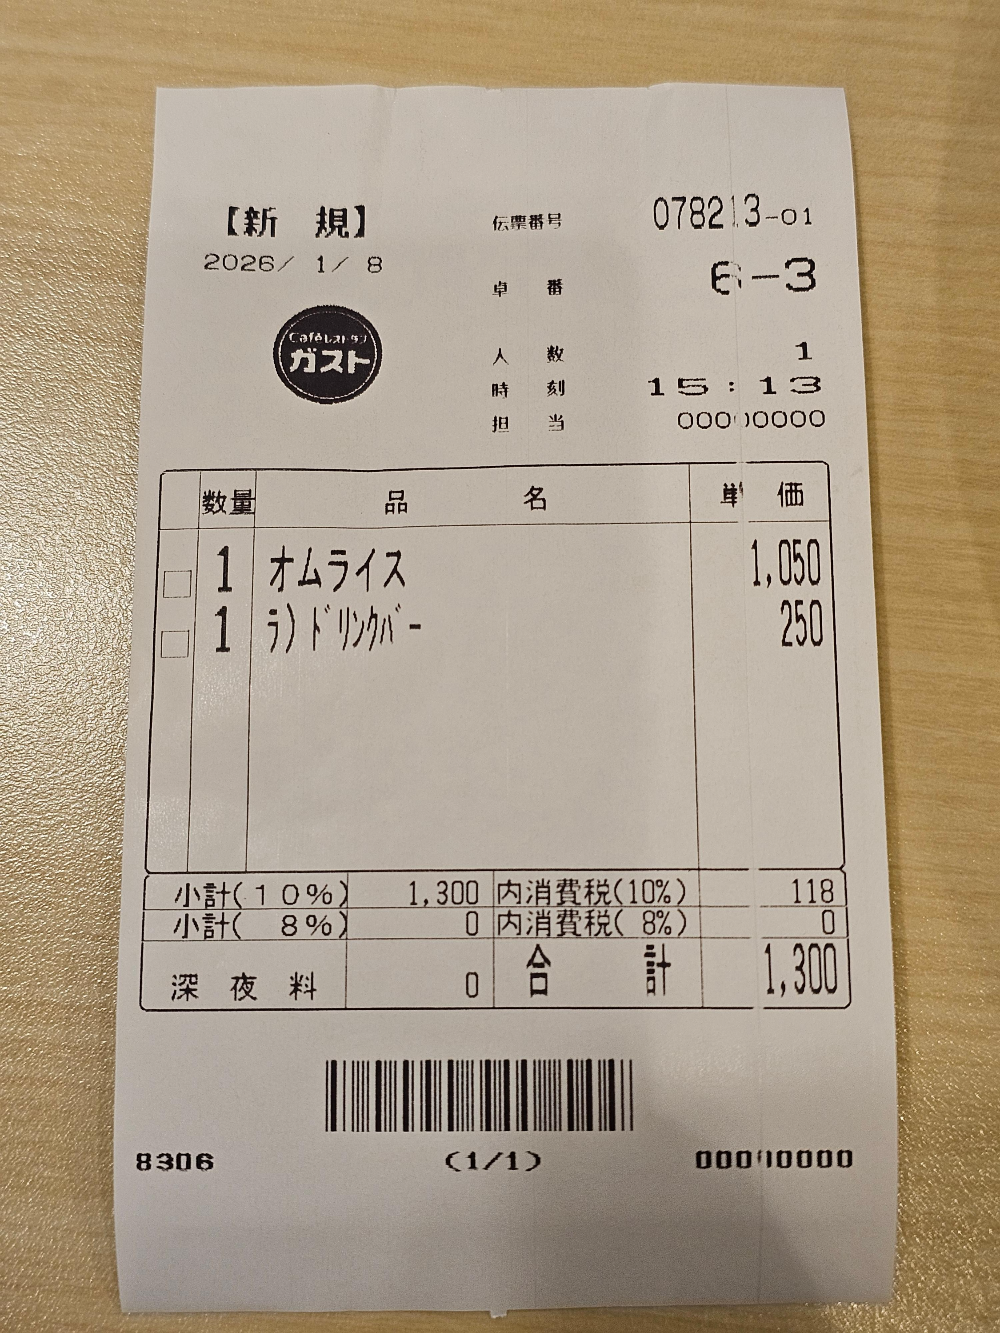 【新 規】 伝票番号 078213-01
2026/ 1/ 8
卓 番 6-3
Café レストラン
ガスト
人 数 1
時 刻 15:13
担 当 00000000
数量 品 名 単 価
1 オムライス 1,050
1 ラ)ドリンクバー 250
小計(10%) 1,300 内消費税(10%) 118
小計( 8%) 0 内消費税( 8%) 0
深 夜 料 0 合 計 1,300
8306 (1/1) 00000000